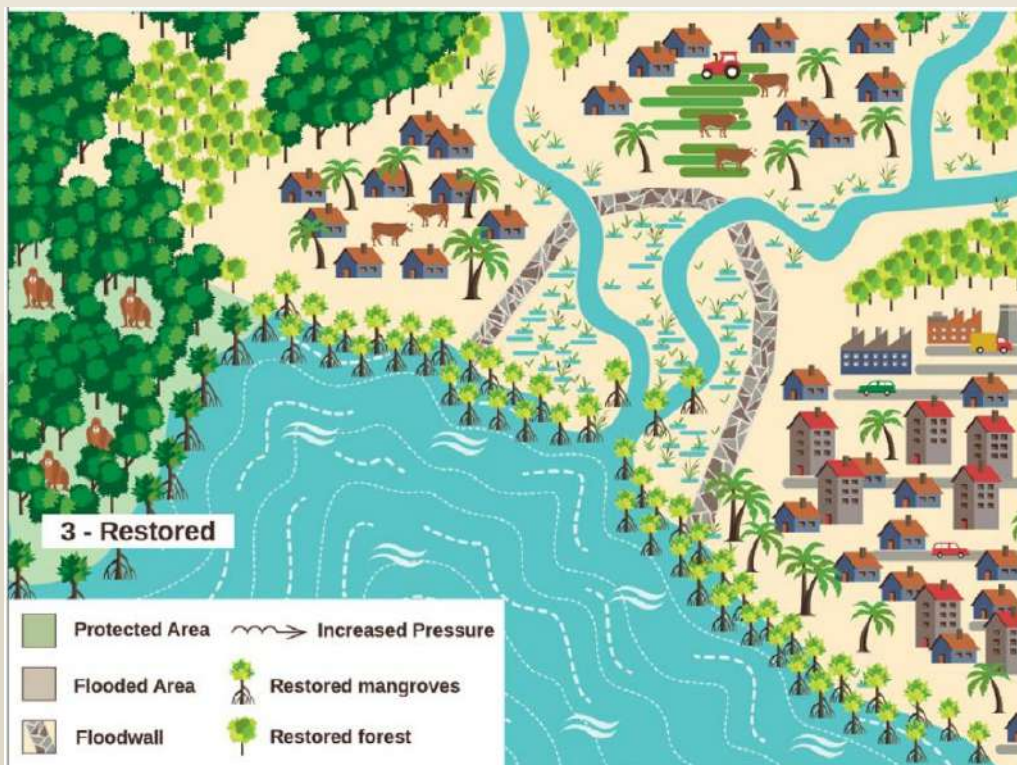 3 - Restored
Protected Area
Increased Pressure
Flooded Area
Restored mangroves
Floodwall
Restored forest